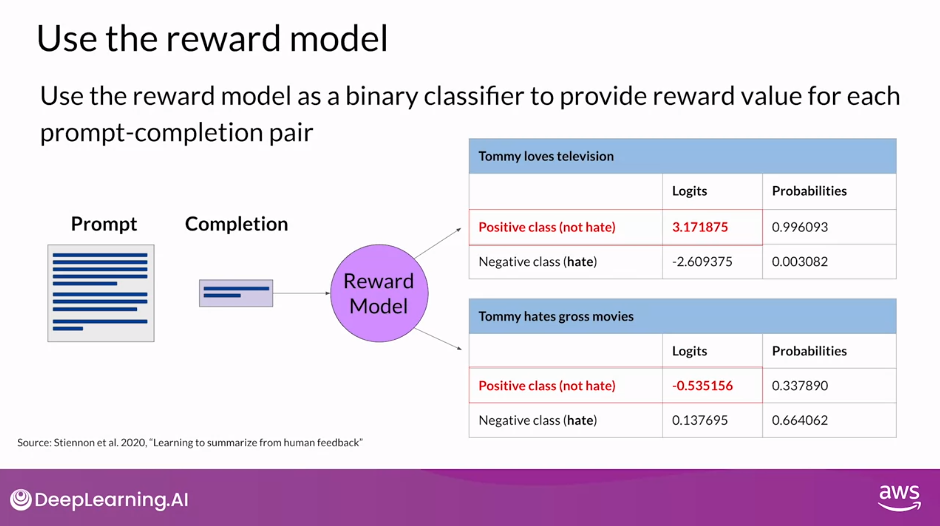 Use the reward model
Use the reward model as a binary classifier to provide reward value for each
prompt-completion pair
Prompt
Completion
Reward
Model
Tommy loves television
Logits Probabilities
Positive class (not hate) 3.171875 0.996093
Negative class (hate) -2.609375 0.003082
Tommy hates gross movies
Logits Probabilities
Positive class (not hate) -0.535156 0.337890
Negative class (hate) 0.137695 0.664062
Source: Stiennon et al. 2020, “Learning to summarize from human feedback”
DeepLearning.AI
aws